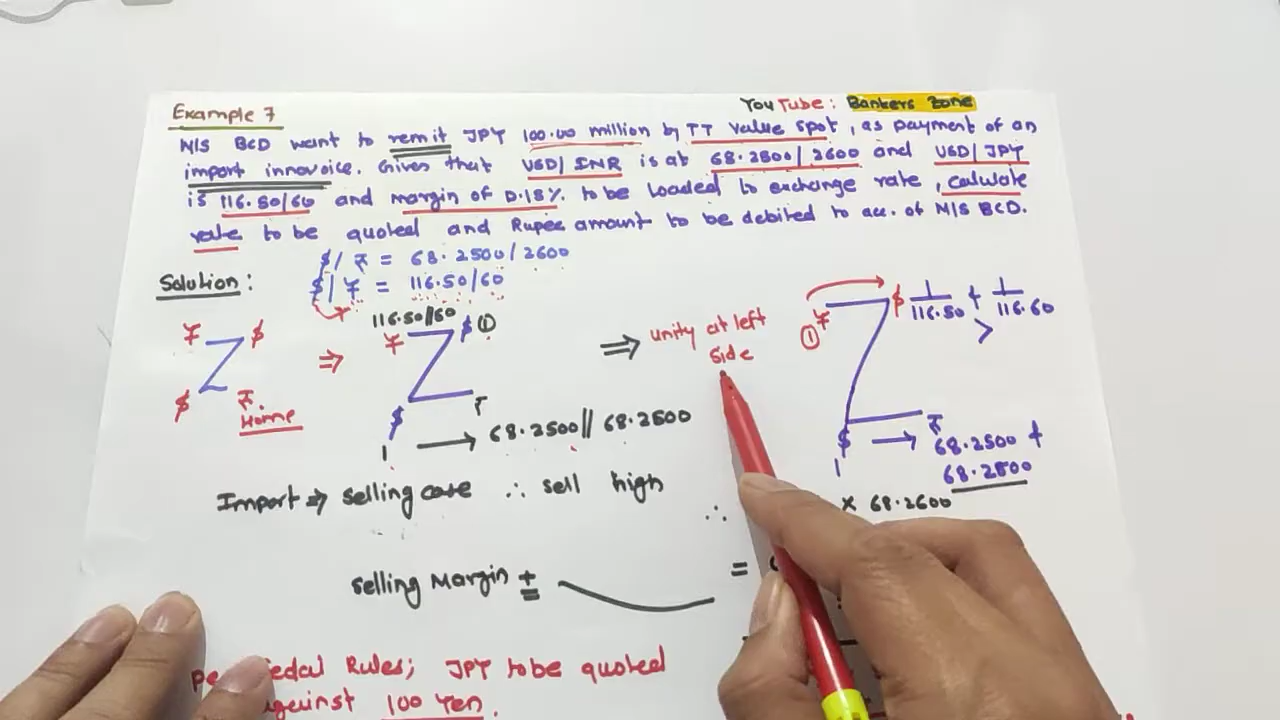 Example 7
YouTube: Bankers Zone
M/S BCD want to remit JPY 100.00 million by TT value spot, as payment of an
import innovoice. Given that USD/INR is at 68.2500/2600 and USD/JPY
is 116.50/60 and margin of 0.15% to be loaded to exchange rate, calculate
rate to be quoted and Rupee amount to be debited to acc. of M/S BCD.
Solution:
$/₹ = 68.2500/2600
$/¥ = 116.50/60
¥ $
$ ₹.
Home
⇒
116.50//60
¥ $ ①
$ ₹
1 → 68.2500// 68.2500
⇒ unity at left
side
① ¥ $ 1/116.50 + 1/116.60
>
$ → ₹
1 68.2500 +
68.2600
Import ⇒ selling case ∴ sell high
∴ × 68.2600
selling Margin +
=
Rules; JPY to be quoted
against 100 Yen.